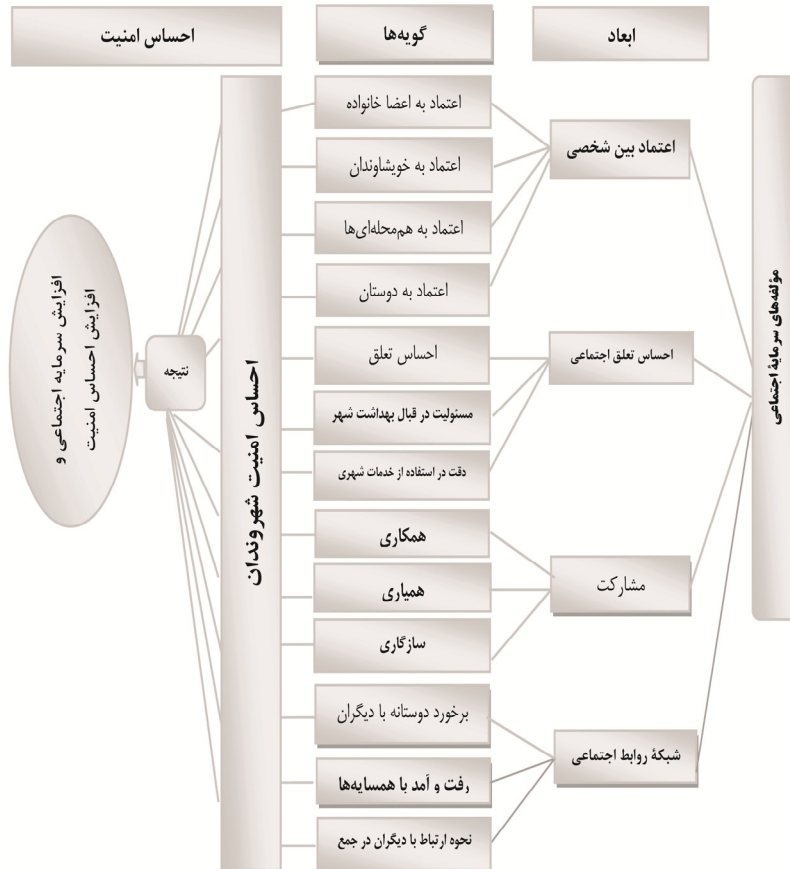 ابعاد
گویه‌ها
احساس امنیت
مؤلفه‌های سرمایۀ اجتماعی
اعتماد بین شخصی
اعتماد به اعضا خانواده
اعتماد به خویشاوندان
اعتماد به هم‌محله‌ای‌ها
اعتماد به دوستان
احساس تعلق اجتماعی
احساس تعلق
مسئولیت در قبال بهداشت شهر
دقت در استفاده از خدمات شهری
مشارکت
همکاری
همیاری
سازگاری
شبکۀ روابط اجتماعی
برخورد دوستانه با دیگران
رفت و آمد با همسایه‌ها
نحوه ارتباط با دیگران در جمع
احساس امنیت شهروندان
نتیجه
افزایش سرمایه اجتماعی و
افزایش احساس امنیت